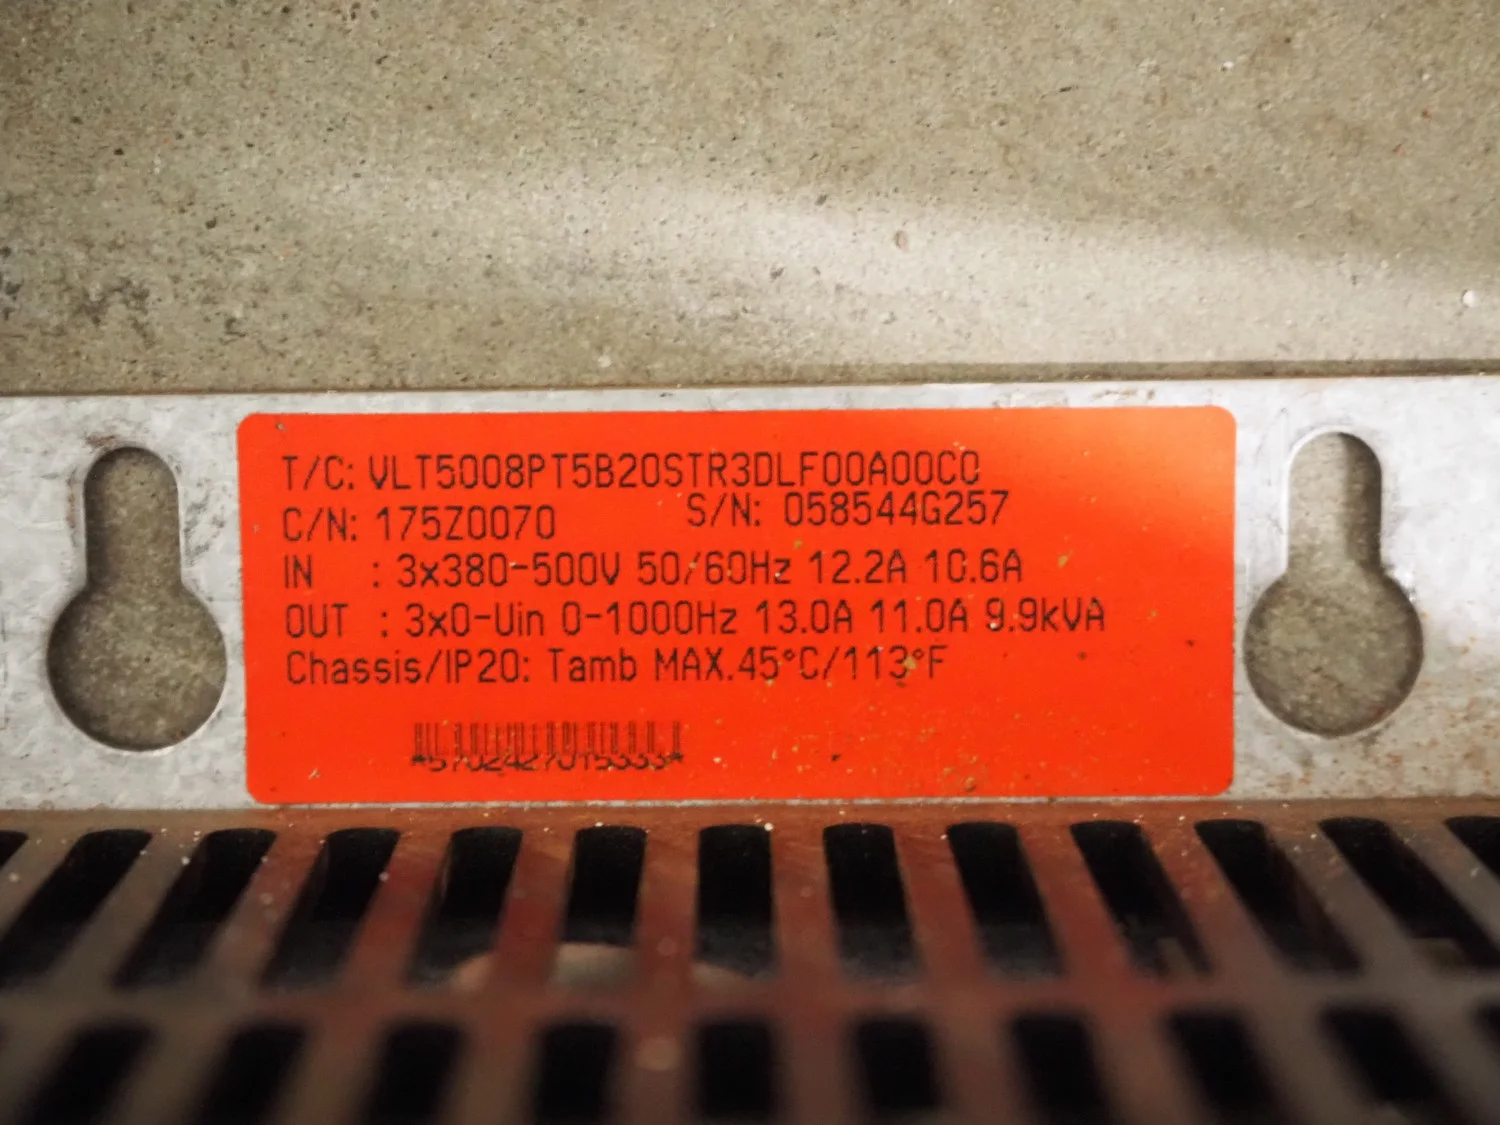 T/C: VLT5008PT5B20STR3DLF00A00C0
C/N: 175Z0070 S/N: 058544G257
IN : 3x380-500V 50/60Hz 12.2A 10.6A
OUT : 3x0-Uin 0-1000Hz 13.0A 11.0A 9.9kVA
Chassis/IP20: Tamb MAX.45°C/113°F